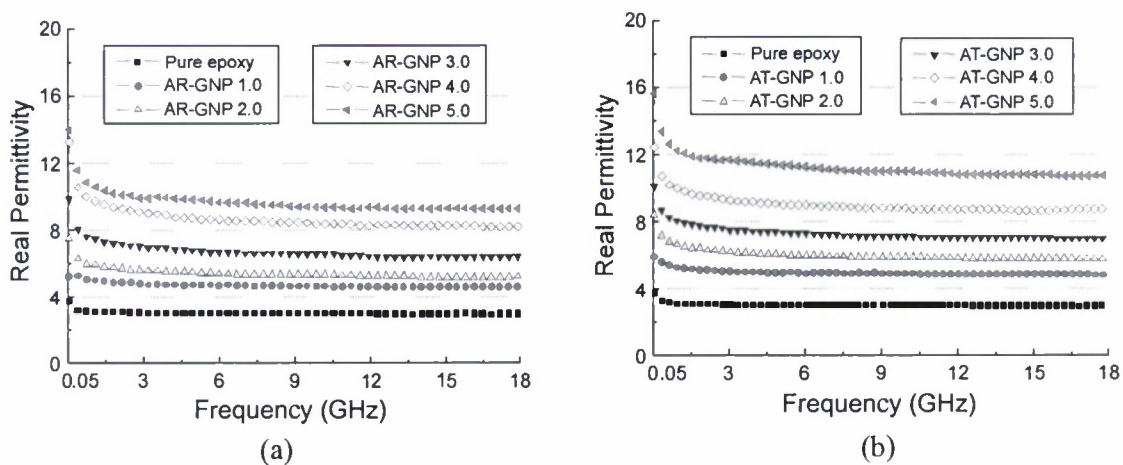 20
16
12
8
4
0
Real Permittivity
Pure epoxy
AR-GNP 1.0
AR-GNP 2.0
AR-GNP 3.0
AR-GNP 4.0
AR-GNP 5.0
0.05 3 6 9 12 15 18
Frequency (GHz)
(a)
20
16
12
8
4
0
Real Permittivity
Pure epoxy
AT-GNP 1.0
AT-GNP 2.0
AT-GNP 3.0
AT-GNP 4.0
AT-GNP 5.0
0.05 3 6 9 12 15 18
Frequency (GHz)
(b)